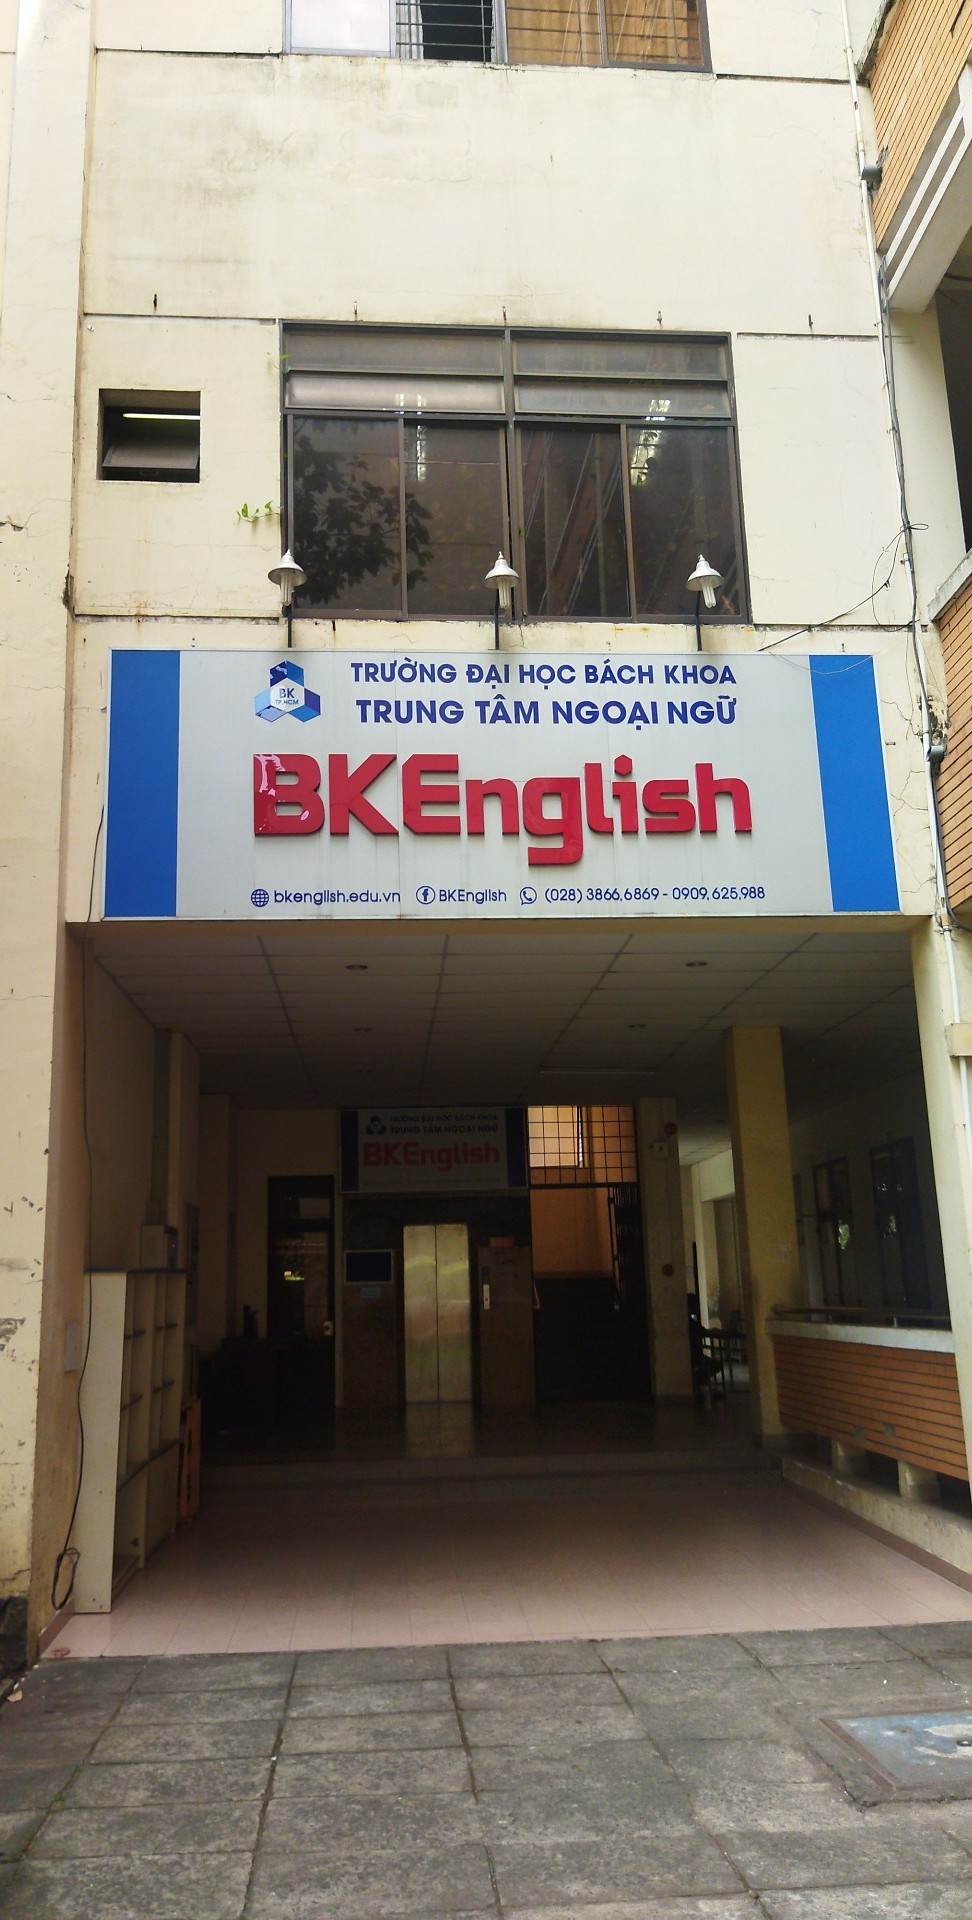 BK
TP.HCM
TRƯỜNG ĐẠI HỌC BÁCH KHOA
TRUNG TÂM NGOẠI NGỮ
BKEnglish
bkenglish.edu.vn BKEnglish (028) 3866,6869 - 0909,625,988
TRƯỜNG ĐẠI HỌC BÁCH KHOA
TRUNG TÂM NGOẠI NGỮ
BKEnglish